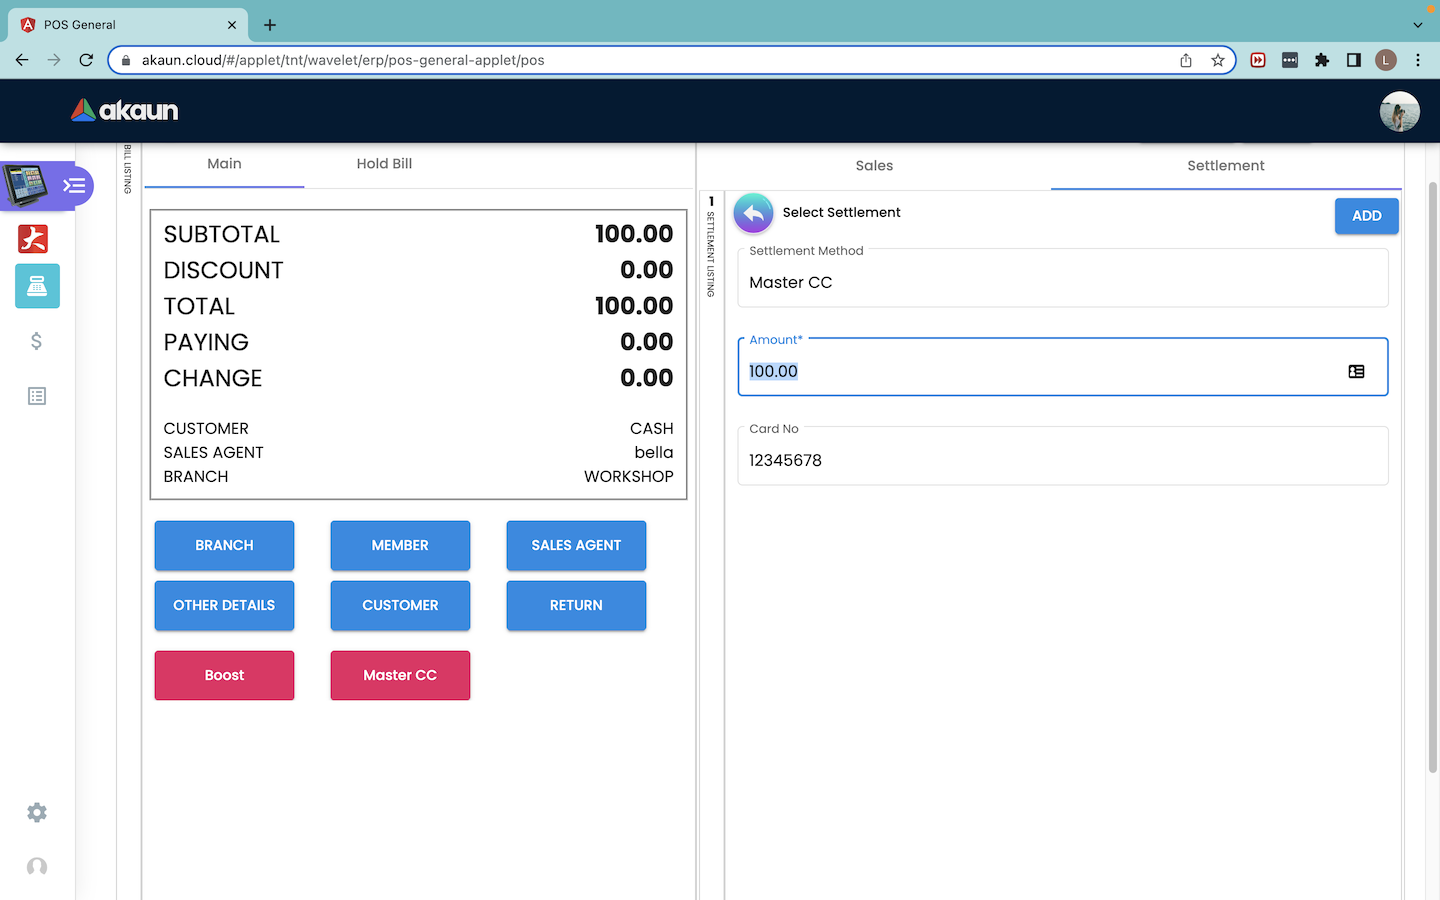 POS General
akaun.cloud/#/applet/tnt/wavelet/erp/pos-general-applet/pos
L
akaun
BILL LISTING
Main
Hold Bill
SUBTOTAL 100.00
DISCOUNT 0.00
TOTAL 100.00
PAYING 0.00
CHANGE 0.00
CUSTOMER CASH
SALES AGENT bella
BRANCH WORKSHOP
BRANCH
MEMBER
SALES AGENT
OTHER DETAILS
CUSTOMER
RETURN
Boost
Master CC
Sales
Settlement
1
SETTLEMENT LISTING
Select Settlement
ADD
Settlement Method
Master CC
Amount*
100.00
Card No
12345678